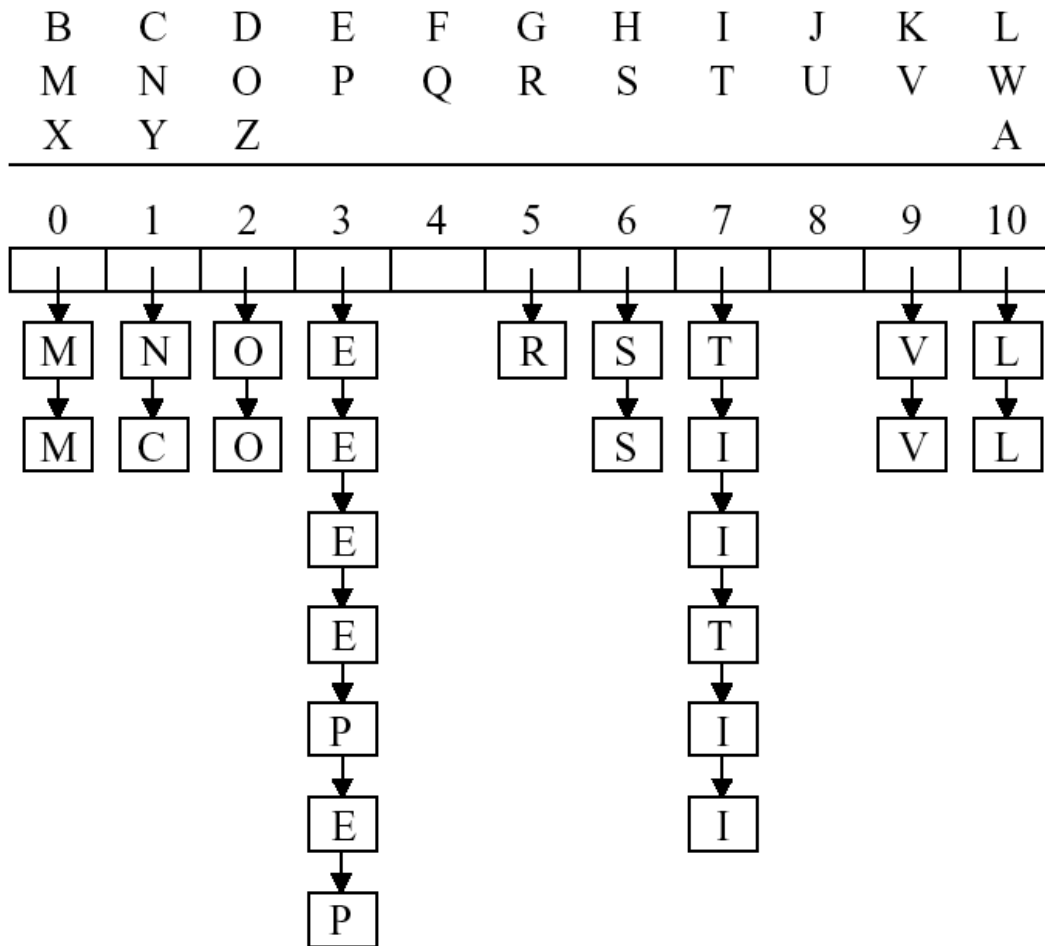 B C D E F G H I J K L
M N O P Q R S T U V W
X Y Z A
0 1 2 3 4 5 6 7 8 9 10
M N O E R S T V L
M C O E S I V L
E I
E T
P I
E I
P